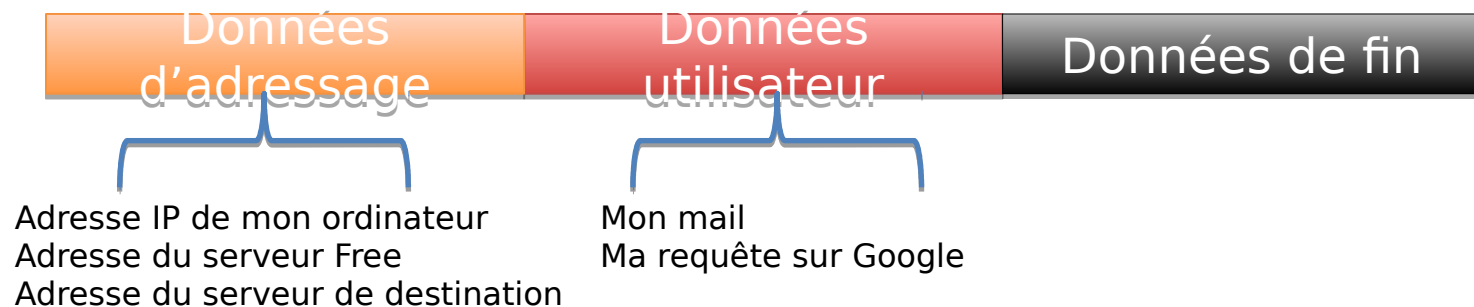 Données
d’adressage
Données
utilisateur
Données de fin
Adresse IP de mon ordinateur
Adresse du serveur Free
Adresse du serveur de destination
Mon mail
Ma requête sur Google